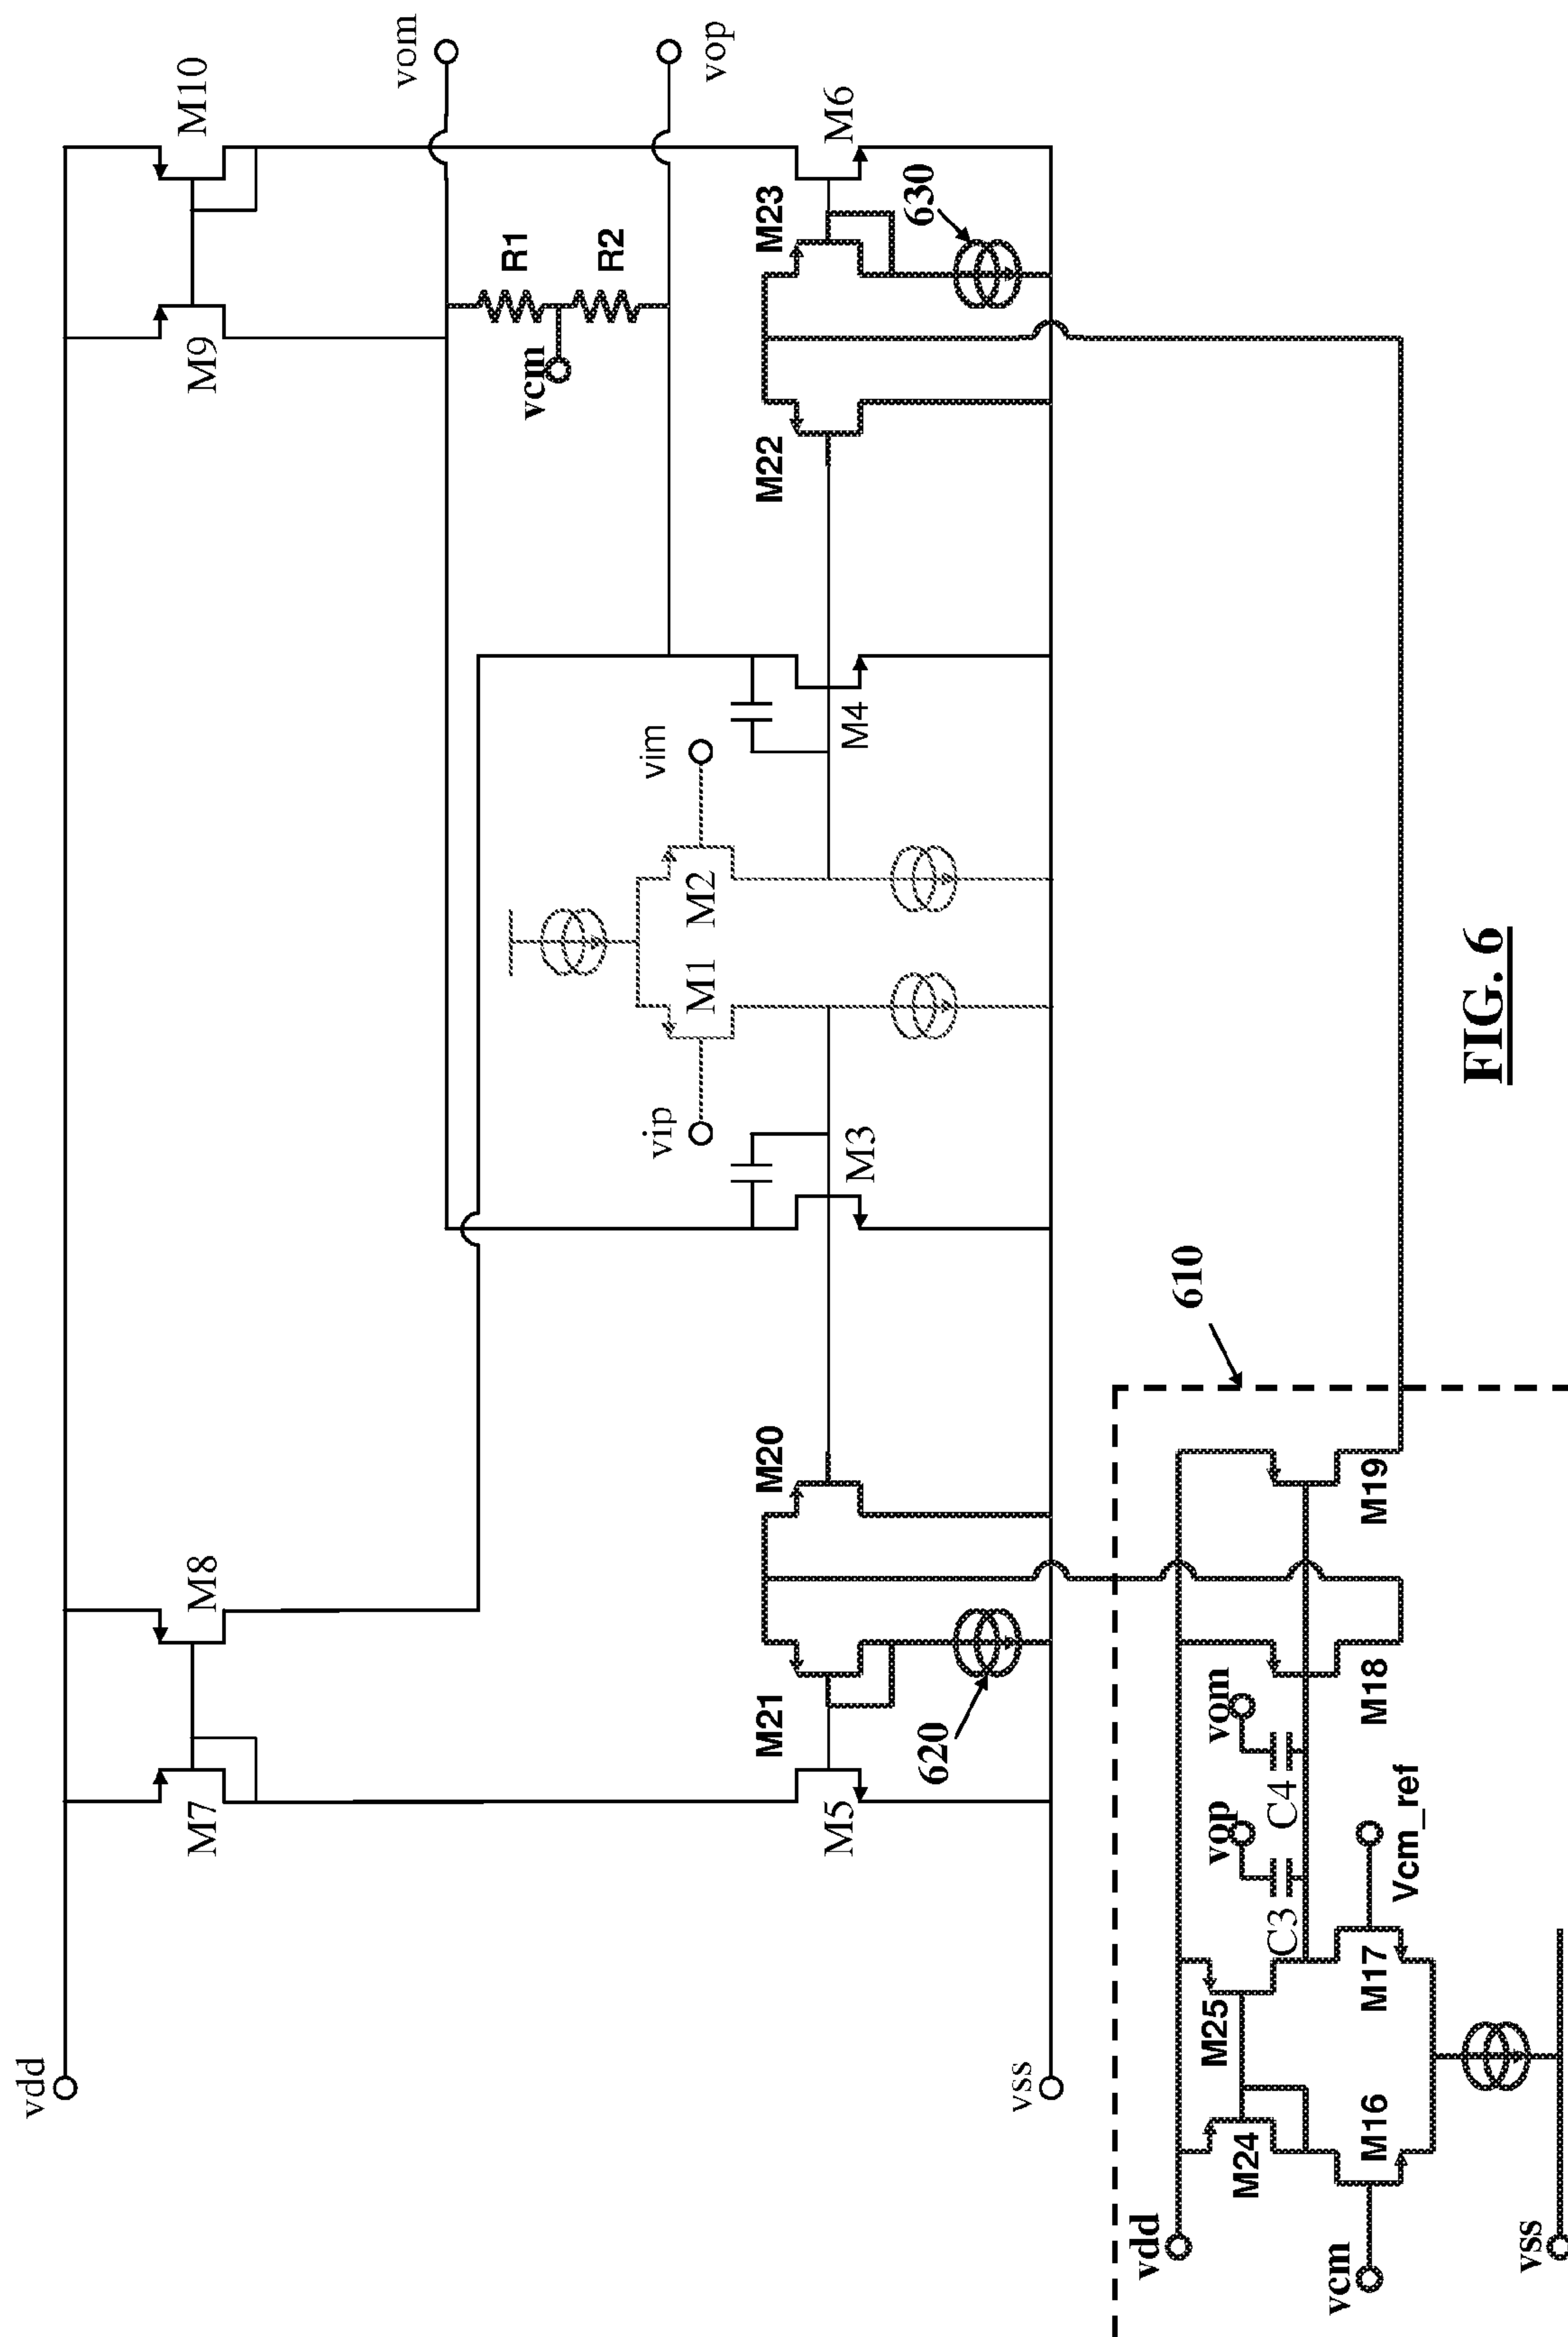 vdd
M7
M8
M9
M10
vom
vop
R1
R2
vcm
vip
vim
M1
M2
M21
M20
M22
M23
M5
M3
M4
M6
620
630
vss
610
vdd
M24
M25
vop
vom
C3
C4
vcm
M16
M17
Vcm_ref
M18
M19
vss
FIG. 6